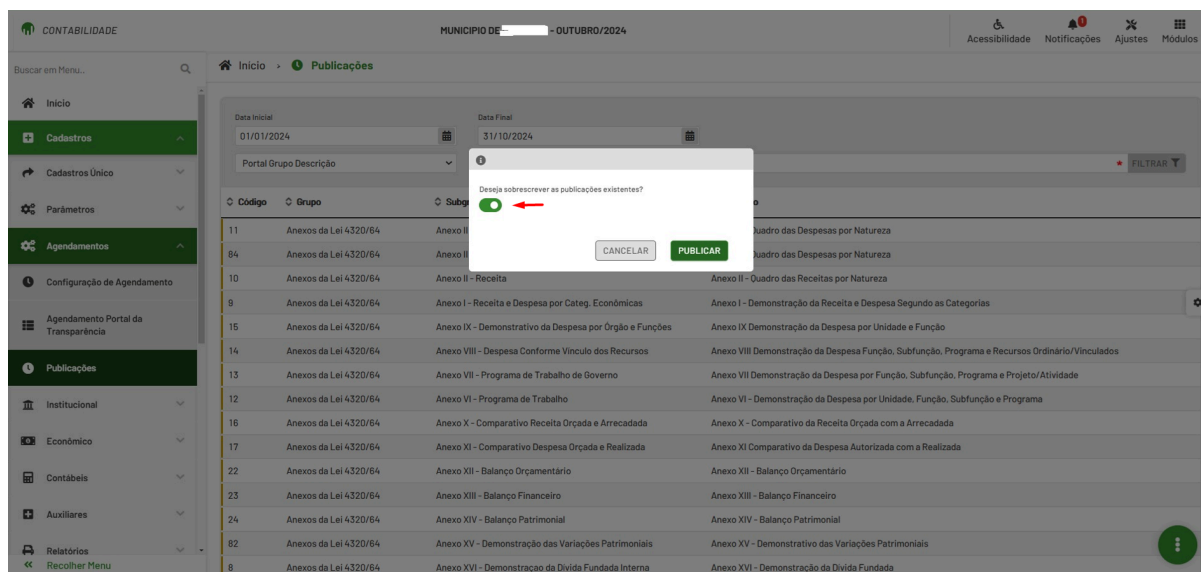 CONTABILIDADE
MUNICIPIO DE - OUTUBRO/2024
Acessibilidade
Notificações
1
Ajustes
Módulos
Buscar em Menu..
Início
Cadastros
Cadastros Único
Parâmetros
Agendamentos
Configuração de Agendamento
Agendamento Portal da
Transparência
Publicações
Institucional
Econômico
Contábeis
Auxiliares
Relatórios
Recolher Menu
Início > Publicações
Data Inicial
01/01/2024
Data Final
31/10/2024
Portal Grupo Descrição
* FILTRAR
Deseja sobrescrever as publicações existentes?
CANCELAR
PUBLICAR
Código Grupo
11 Anexos da Lei 4320/64 Quadro das Despesas por Natureza
84 Anexos da Lei 4320/64 Quadro das Despesas por Natureza
10 Anexos da Lei 4320/64 Anexo II - Receita Anexo II - Quadro das Receitas por Natureza
9 Anexos da Lei 4320/64 Anexo I - Receita e Despesa por Categ. Econômicas Anexo I - Demonstração da Receita e Despesa Segundo as Categorias
15 Anexos da Lei 4320/64 Anexo IX - Demonstrativo da Despesa por Órgão e Funções Anexo IX Demonstração da Despesa por Unidade e Função
14 Anexos da Lei 4320/64 Anexo VIII - Despesa Conforme Vinculo dos Recursos Anexo VIII Demonstração da Despesa Função, Subfunção, Programa e Recursos Ordinário/Vinculados
13 Anexos da Lei 4320/64 Anexo VII - Programa de Trabalho de Governo Anexo VII Demonstração da Despesa por Função, Subfunção, Programa e Projeto/Atividade
12 Anexos da Lei 4320/64 Anexo VI - Programa de Trabalho Anexo VI - Demonstração da Despesa por Unidade, Função, Subfunção e Programa
16 Anexos da Lei 4320/64 Anexo X - Comparativo Receita Orçada e Arrecadada Anexo X - Comparativo da Receita Orçada com a Arrecadada
17 Anexos da Lei 4320/64 Anexo XI - Comparativo Despesa Orçada e Realizada Anexo XI Comparativo da Despesa Autorizada com a Realizada
22 Anexos da Lei 4320/64 Anexo XII - Balanço Orçamentário Anexo XII - Balanço Orçamentário
23 Anexos da Lei 4320/64 Anexo XIII - Balanço Financeiro Anexo XIII - Balanço Financeiro
24 Anexos da Lei 4320/64 Anexo XIV - Balanço Patrimonial Anexo XIV - Balanço Patrimonial
82 Anexos da Lei 4320/64 Anexo XV - Demonstração das Variações Patrimoniais Anexo XV - Demonstrativo das Variações Patrimoniais
8 Anexos da Lei 4320/64 Anexo XVI - Demonstraçao da Divida Fundada Interna Anexo XVI - Demonstração da Divida Fundada